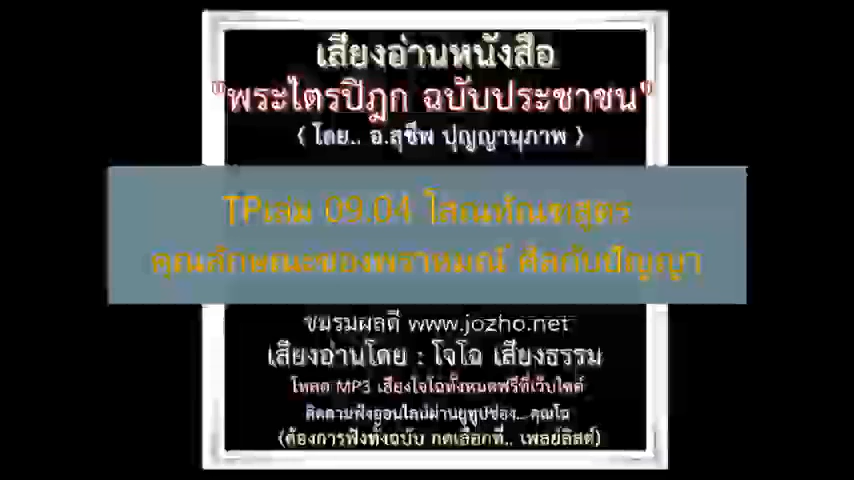 เสียงอ่านหนังสือ
"พระไตรปิฎก ฉบับประชาชน"
( โดย.. อ.สุชีพ ปุญญานุภาพ )
TPเล่ม 09.04 โสณทัณฑสูตร
คุณลักษณะของพราหมณ์ ศีลกับปัญญา
ชมรมผลดี www.jozho.net
เสียงอ่านโดย : โจโฉ เสียงธรรม
โหลด MP3 เสียงโจโฉทั้งหมดฟรีที่เว็บไซต์
ติดตามฟังออนไลน์ผ่านยูทูปช่อง.. คุณโจ
(ต้องการฟังทั้งฉบับ กดเลือกที่.. เพลย์ลิสต์)